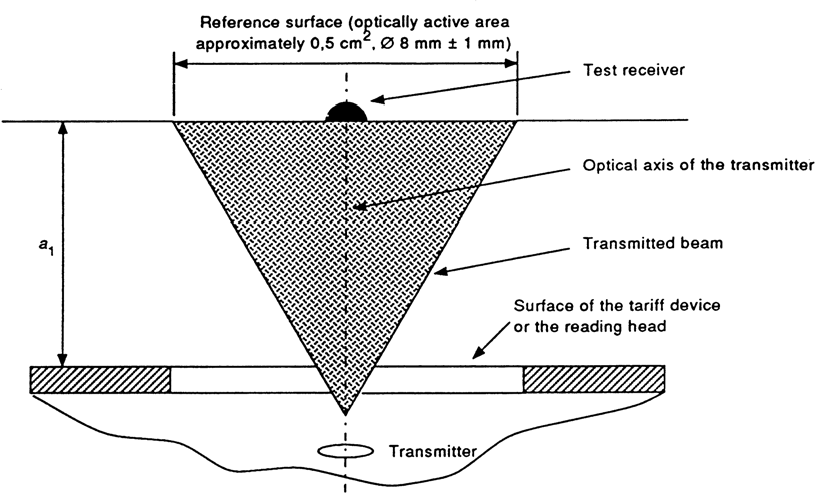 Reference surface (optically active area
approximately 0,5 cm², Ø 8 mm ± 1 mm)
Test receiver
Optical axis of the transmitter
Transmitted beam
a₁
Surface of the tariff device
or the reading head
Transmitter